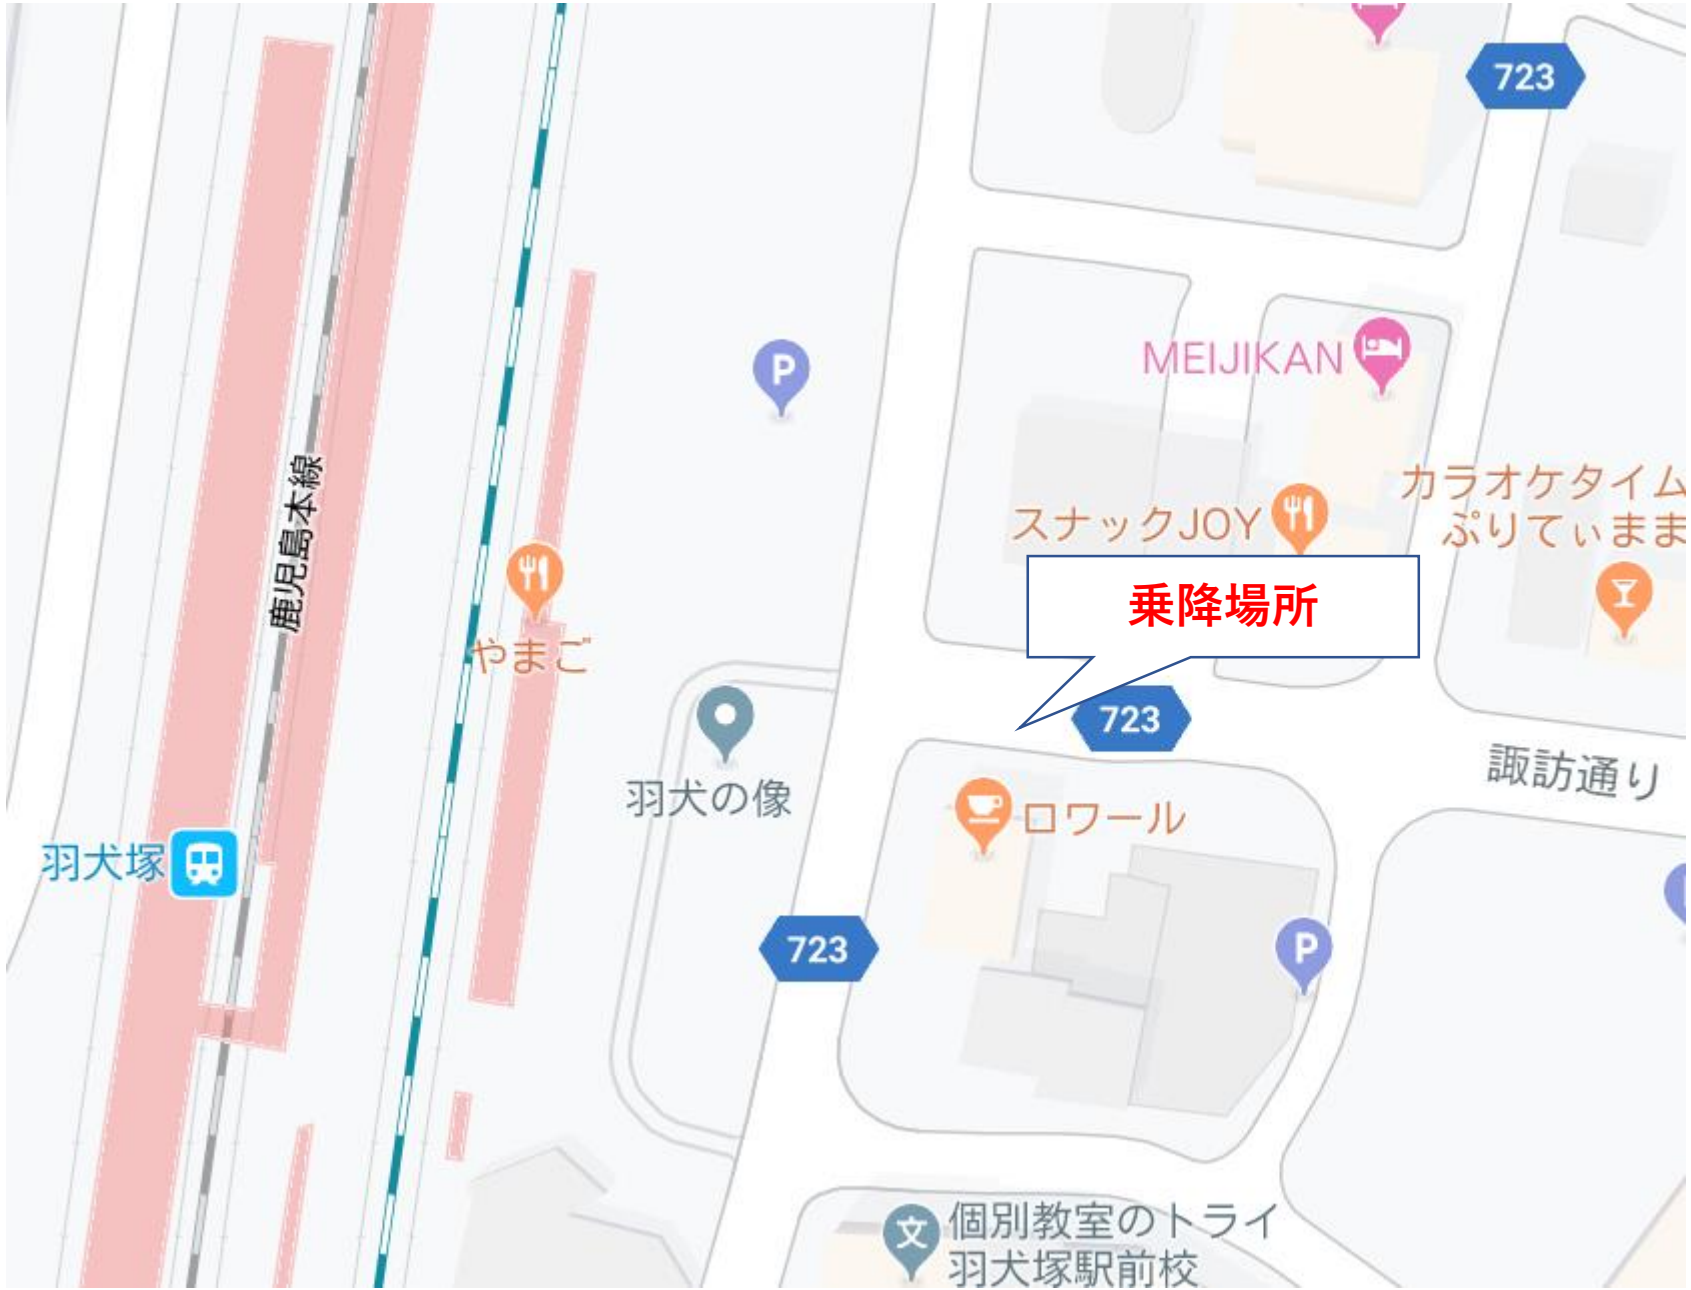 723
P
MEIJIKAN
カラオケタイム
ぷりてぃまま
スナックJOY
鹿児島本線
乗降場所
やまご
723
羽犬の像
諏訪通り
ロワール
羽犬塚
723
P
文
個別教室のトライ
羽犬塚駅前校